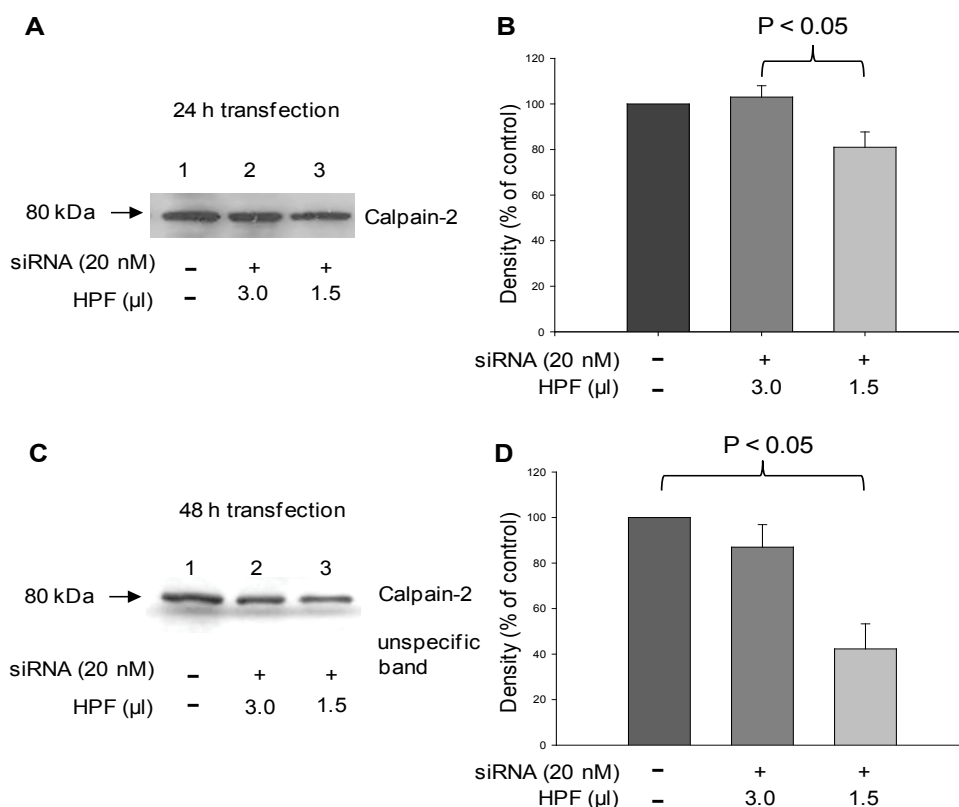 A
24 h transfection
1 2 3
80 kDa
Calpain-2
siRNA (20 nM) – + +
HPF (µl) – 3.0 1.5
B
P < 0.05
Density (% of control)
120
100
80
60
40
20
0
siRNA (20 nM) – + +
HPF (µl) – 3.0 1.5
C
48 h transfection
1 2 3
80 kDa
Calpain-2
unspecific
band
siRNA (20 nM) – + +
HPF (µl) – 3.0 1.5
D
P < 0.05
Density (% of control)
120
100
80
60
40
20
0
siRNA (20 nM) – + +
HPF (µl) – 3.0 1.5